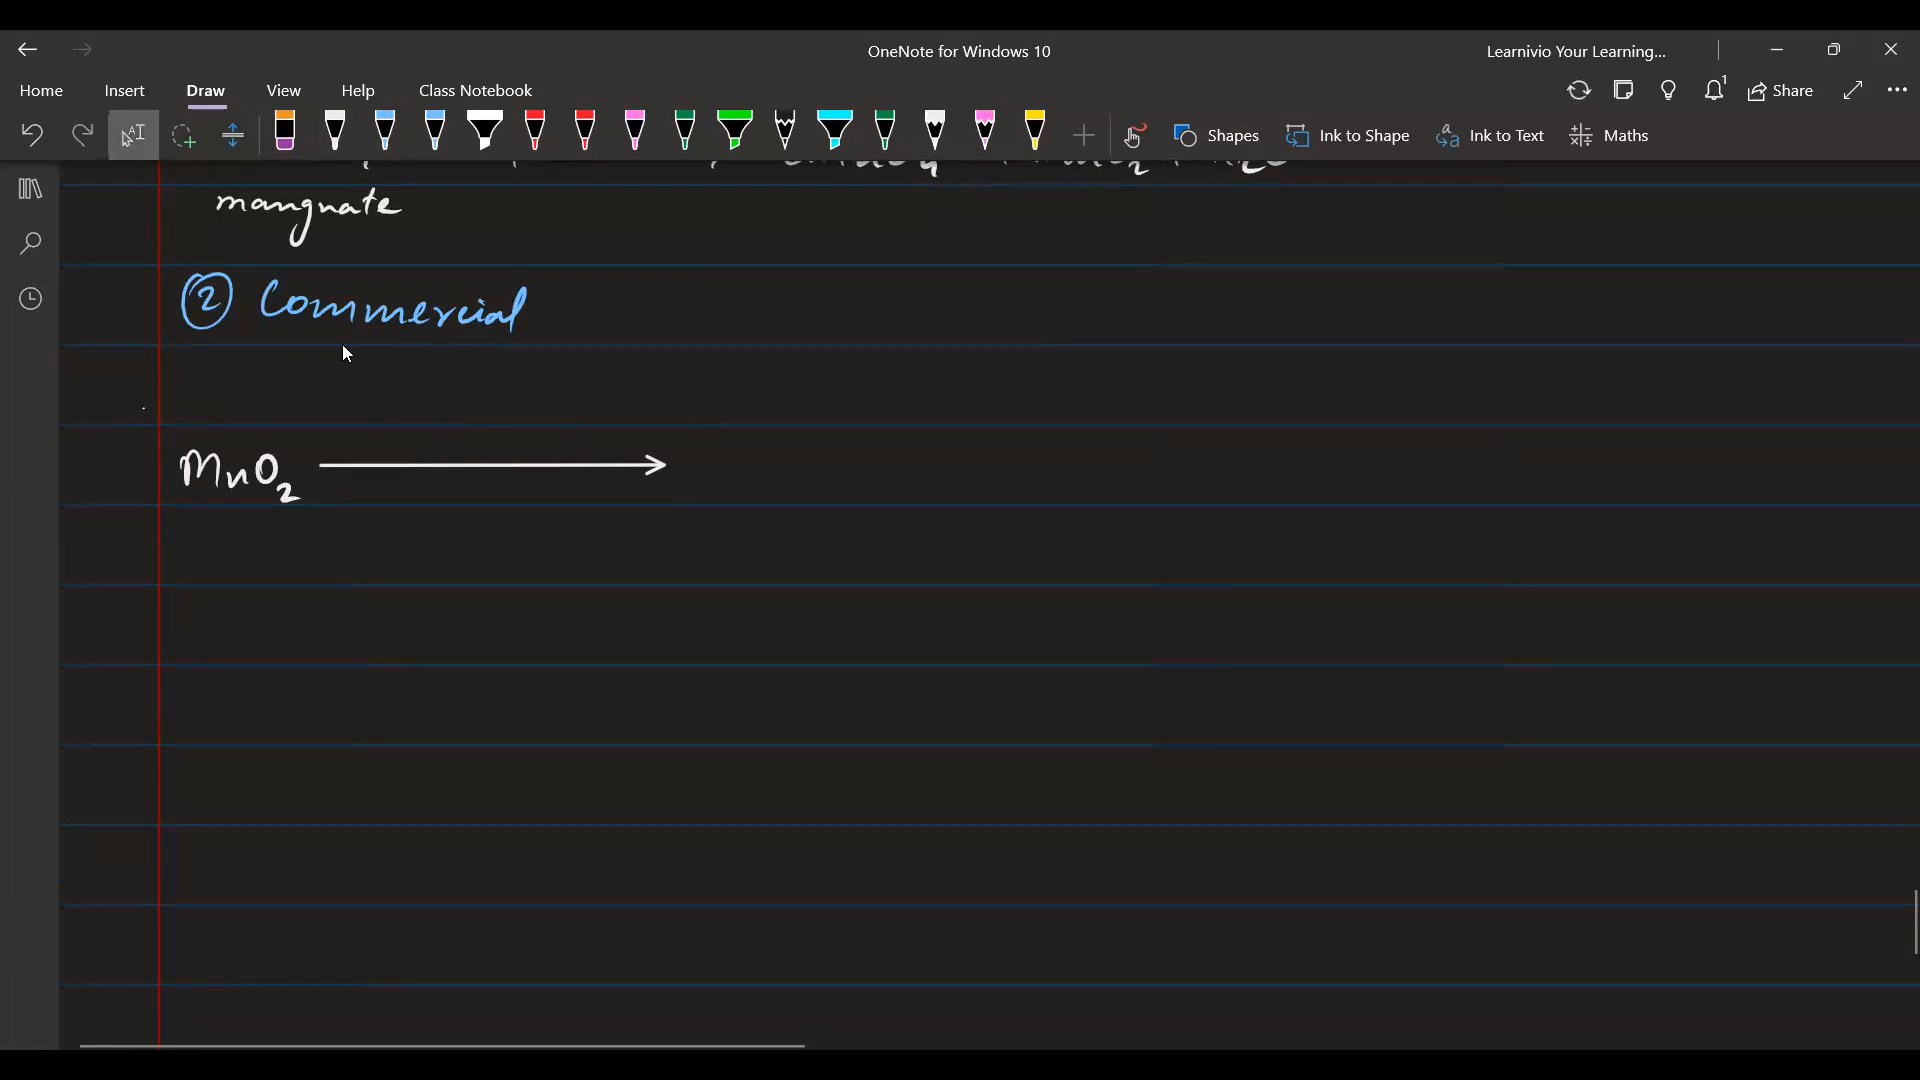 OneNote for Windows 10
Learnivio Your Learning...
Home Insert Draw View Help Class Notebook
1 Share
Shapes Ink to Shape Ink to Text Maths
mangnate
② Commercial
MnO₂ ⟶